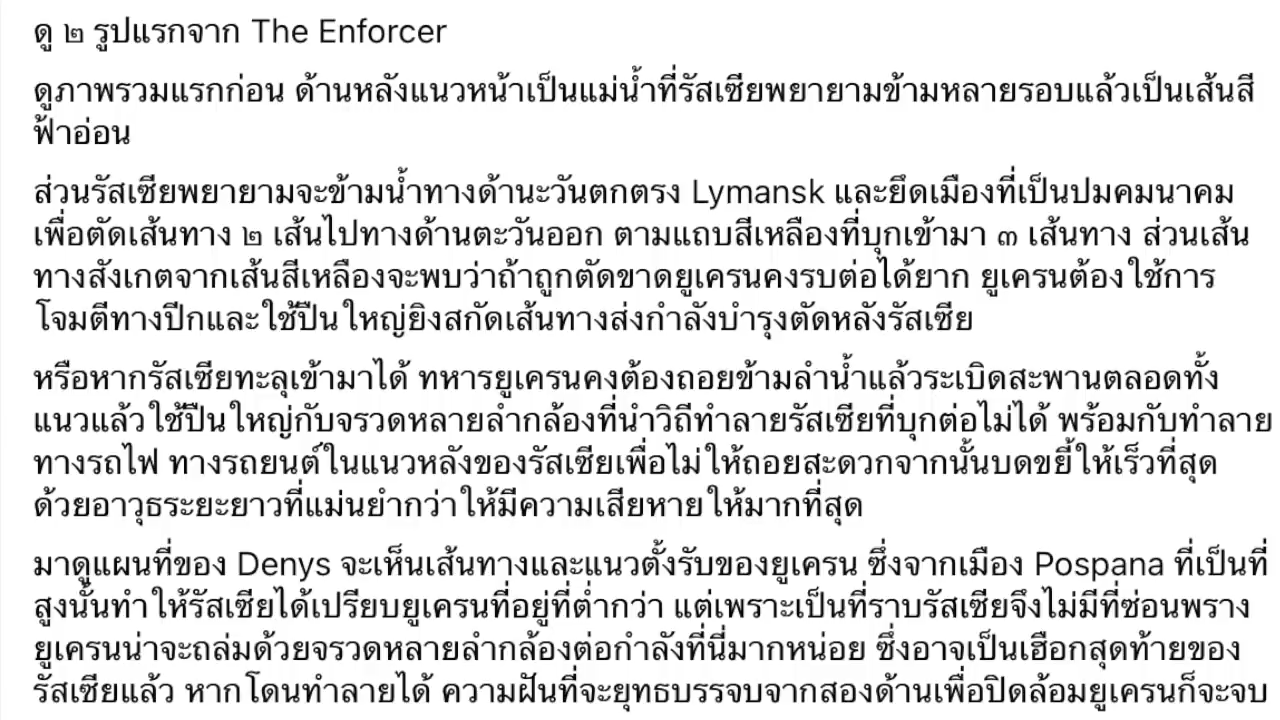 ดู ๒ รูปแรกจาก The Enforcer
ดูภาพรวมแรกก่อน ด้านหลังแนวหน้าเป็นแม่น้ำที่รัสเซียพยายามข้ามหลายรอบแล้วเป็นเส้นสี
ฟ้าอ่อน
ส่วนรัสเซียพยายามจะข้ามน้ำทางด้านะวันตกตรง Lymansk และยึดเมืองที่เป็นปมคมนาคม
เพื่อตัดเส้นทาง ๒ เส้นไปทางด้านตะวันออก ตามแถบสีเหลืองที่บุกเข้ามา ๓ เส้นทาง ส่วนเส้น
ทางสังเกตจากเส้นสีเหลืองจะพบว่าถ้าถูกตัดขาดยูเครนคงรบต่อได้ยาก ยูเครนต้องใช้การ
โจมตีทางปีกและใช้ปืนใหญ่ยิงสกัดเส้นทางส่งกำลังบำรุงตัดหลังรัสเซีย
หรือหากรัสเซียทะลุเข้ามาได้ ทหารยูเครนคงต้องถอยข้ามลำน้ำแล้วระเบิดสะพานตลอดทั้ง
แนวแล้วใช้ปืนใหญ่กับจรวดหลายลำกล้องที่นำวิถีทำลายรัสเซียที่บุกต่อไม่ได้ พร้อมกับทำลาย
ทางรถไฟ ทางรถยนต์ในแนวหลังของรัสเซียเพื่อไม่ให้ถอยสะดวกจากนั้นบดขยี้ให้เร็วที่สุด
ด้วยอาวุธระยะยาวที่แม่นยำกว่าให้มีความเสียหายให้มากที่สุด
มาดูแผนที่ของ Denys จะเห็นเส้นทางและแนวตั้งรับของยูเครน ซึ่งจากเมือง Pospana ที่เป็นที่
สูงนั้นทำให้รัสเซียได้เปรียบยูเครนที่อยู่ที่ต่ำกว่า แต่เพราะเป็นที่ราบรัสเซียจึงไม่มีที่ซ่อนพราง
ยูเครนน่าจะถล่มด้วยจรวดหลายลำกล้องต่อกำลังที่นี่มากหน่อย ซึ่งอาจเป็นเฮือกสุดท้ายของ
รัสเซียแล้ว หากโดนทำลายได้ ความฝันที่จะยุทธบรรจบจากสองด้านเพื่อปิดล้อมยูเครนก็จะจบ